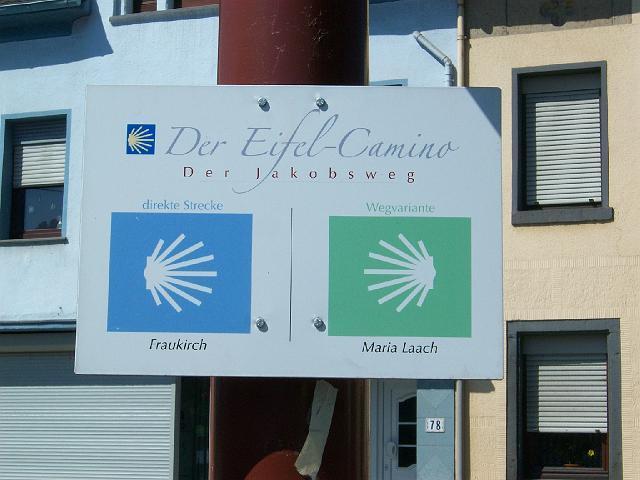 Der Eifel-Camino
Der Jakobsweg
direkte Strecke
Wegvariante
Fraukirch
Maria Laach
78